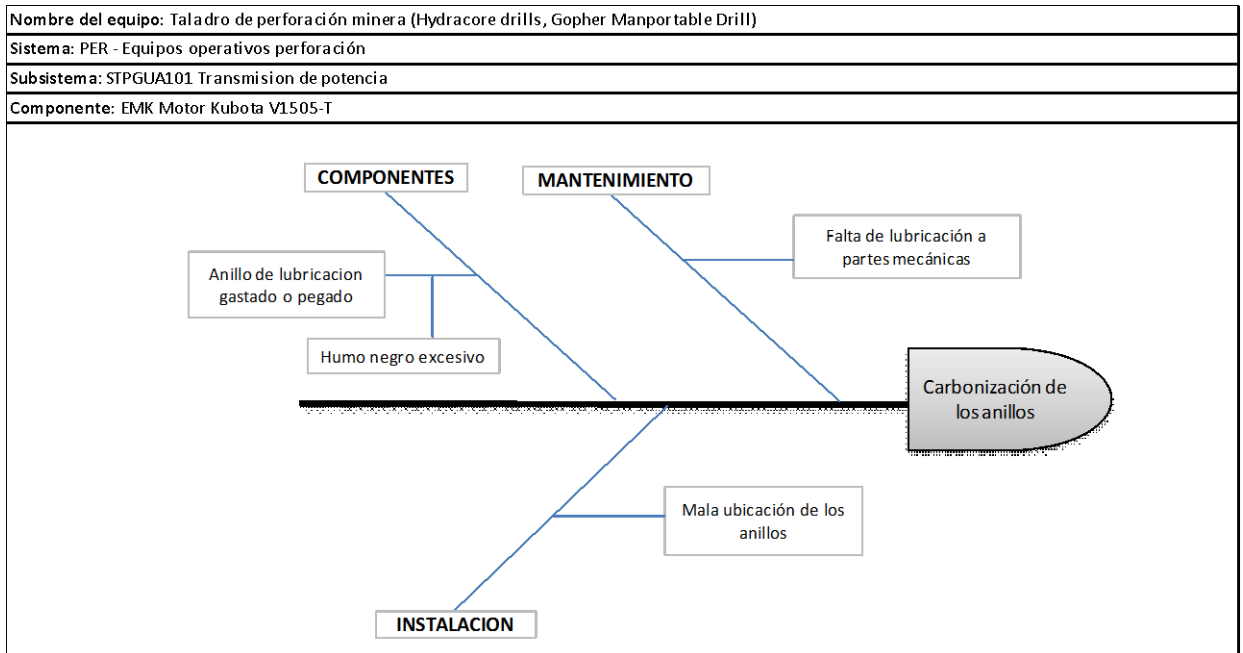 Nombre del equipo: Taladro de perforación minera (Hydracore drills, Gopher Manportable Drill)
Sistema: PER - Equipos operativos perforación
Subsistema: STPGUA101 Transmision de potencia
Componente: EMK Motor Kubota V1505-T
COMPONENTES
MANTENIMIENTO
Falta de lubricación a
partes mecánicas
Anillo de lubricacion
gastado o pegado
Humo negro excesivo
Carbonización de
los anillos
Mala ubicación de los
anillos
INSTALACION